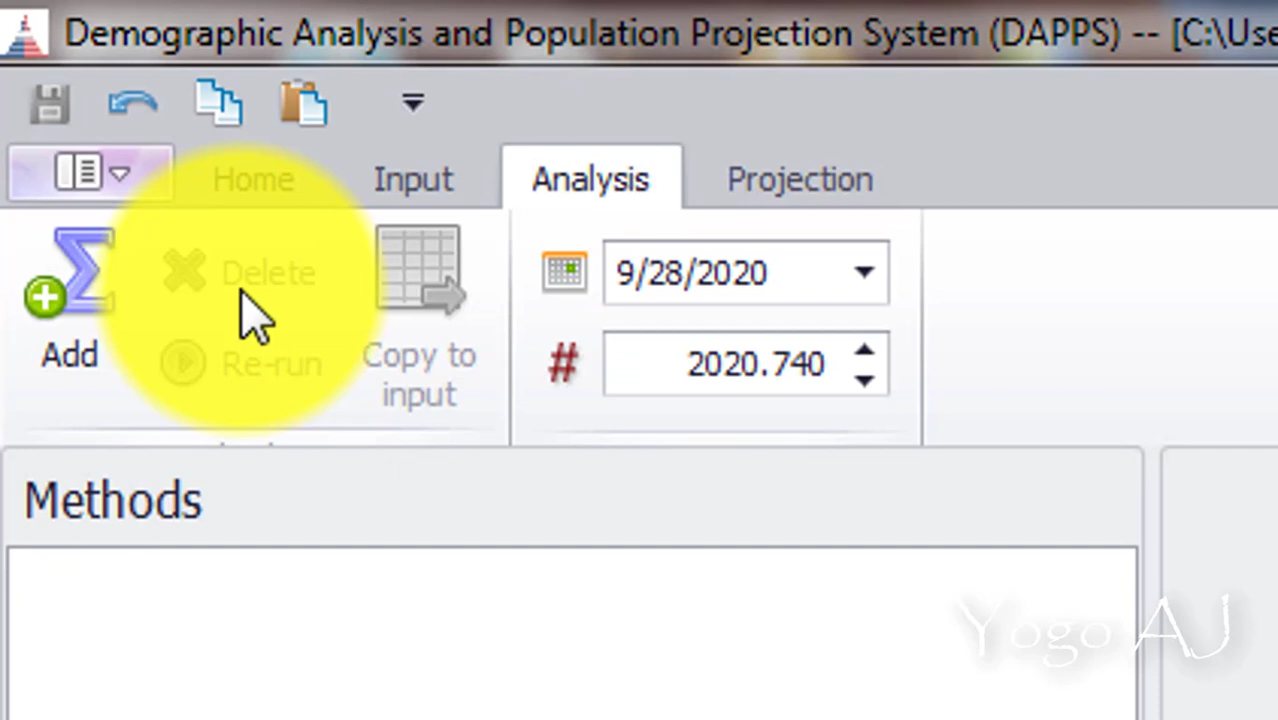 Demographic Analysis and Population Projection System (DAPPS) -- [C:\Use
Home Input Analysis Projection
Delete
9/28/2020
Add
Re-run
Copy to
input
# 2020.740
Methods
Yogo AJ